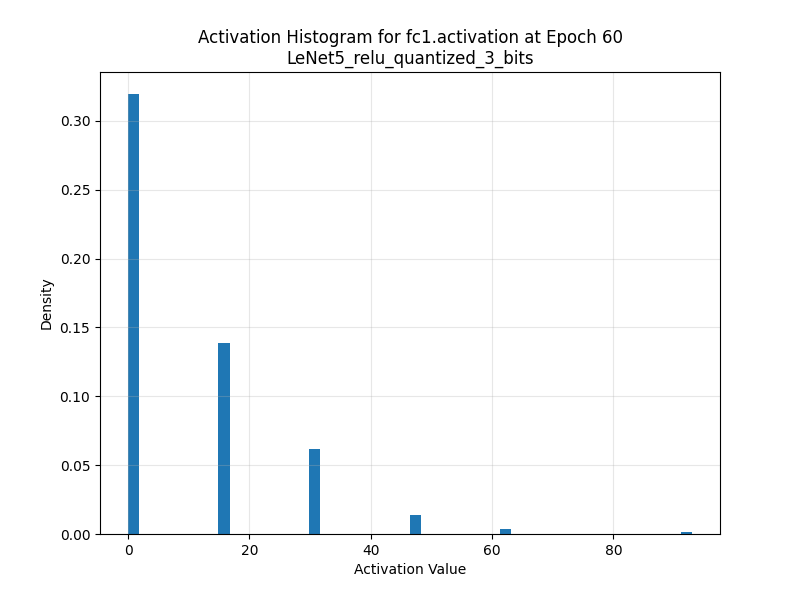 Activation Histogram for fc1.activation at Epoch 60
LeNet5_relu_quantized_3_bits
0.30
0.25
0.20
0.15
0.10
0.05
0.00
Density
0 20 40 60 80
Activation Value